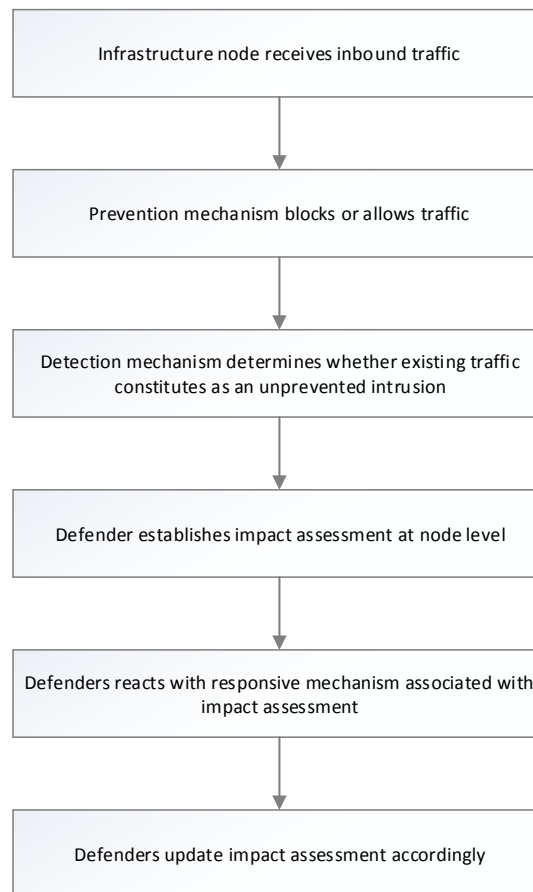 Infrastructure node receives inbound traffic
Prevention mechanism blocks or allows traffic
Detection mechanism determines whether existing traffic
constitutes as an unprevented intrusion
Defender establishes impact assessment at node level
Defenders reacts with responsive mechanism associated with
impact assessment
Defenders update impact assessment accordingly